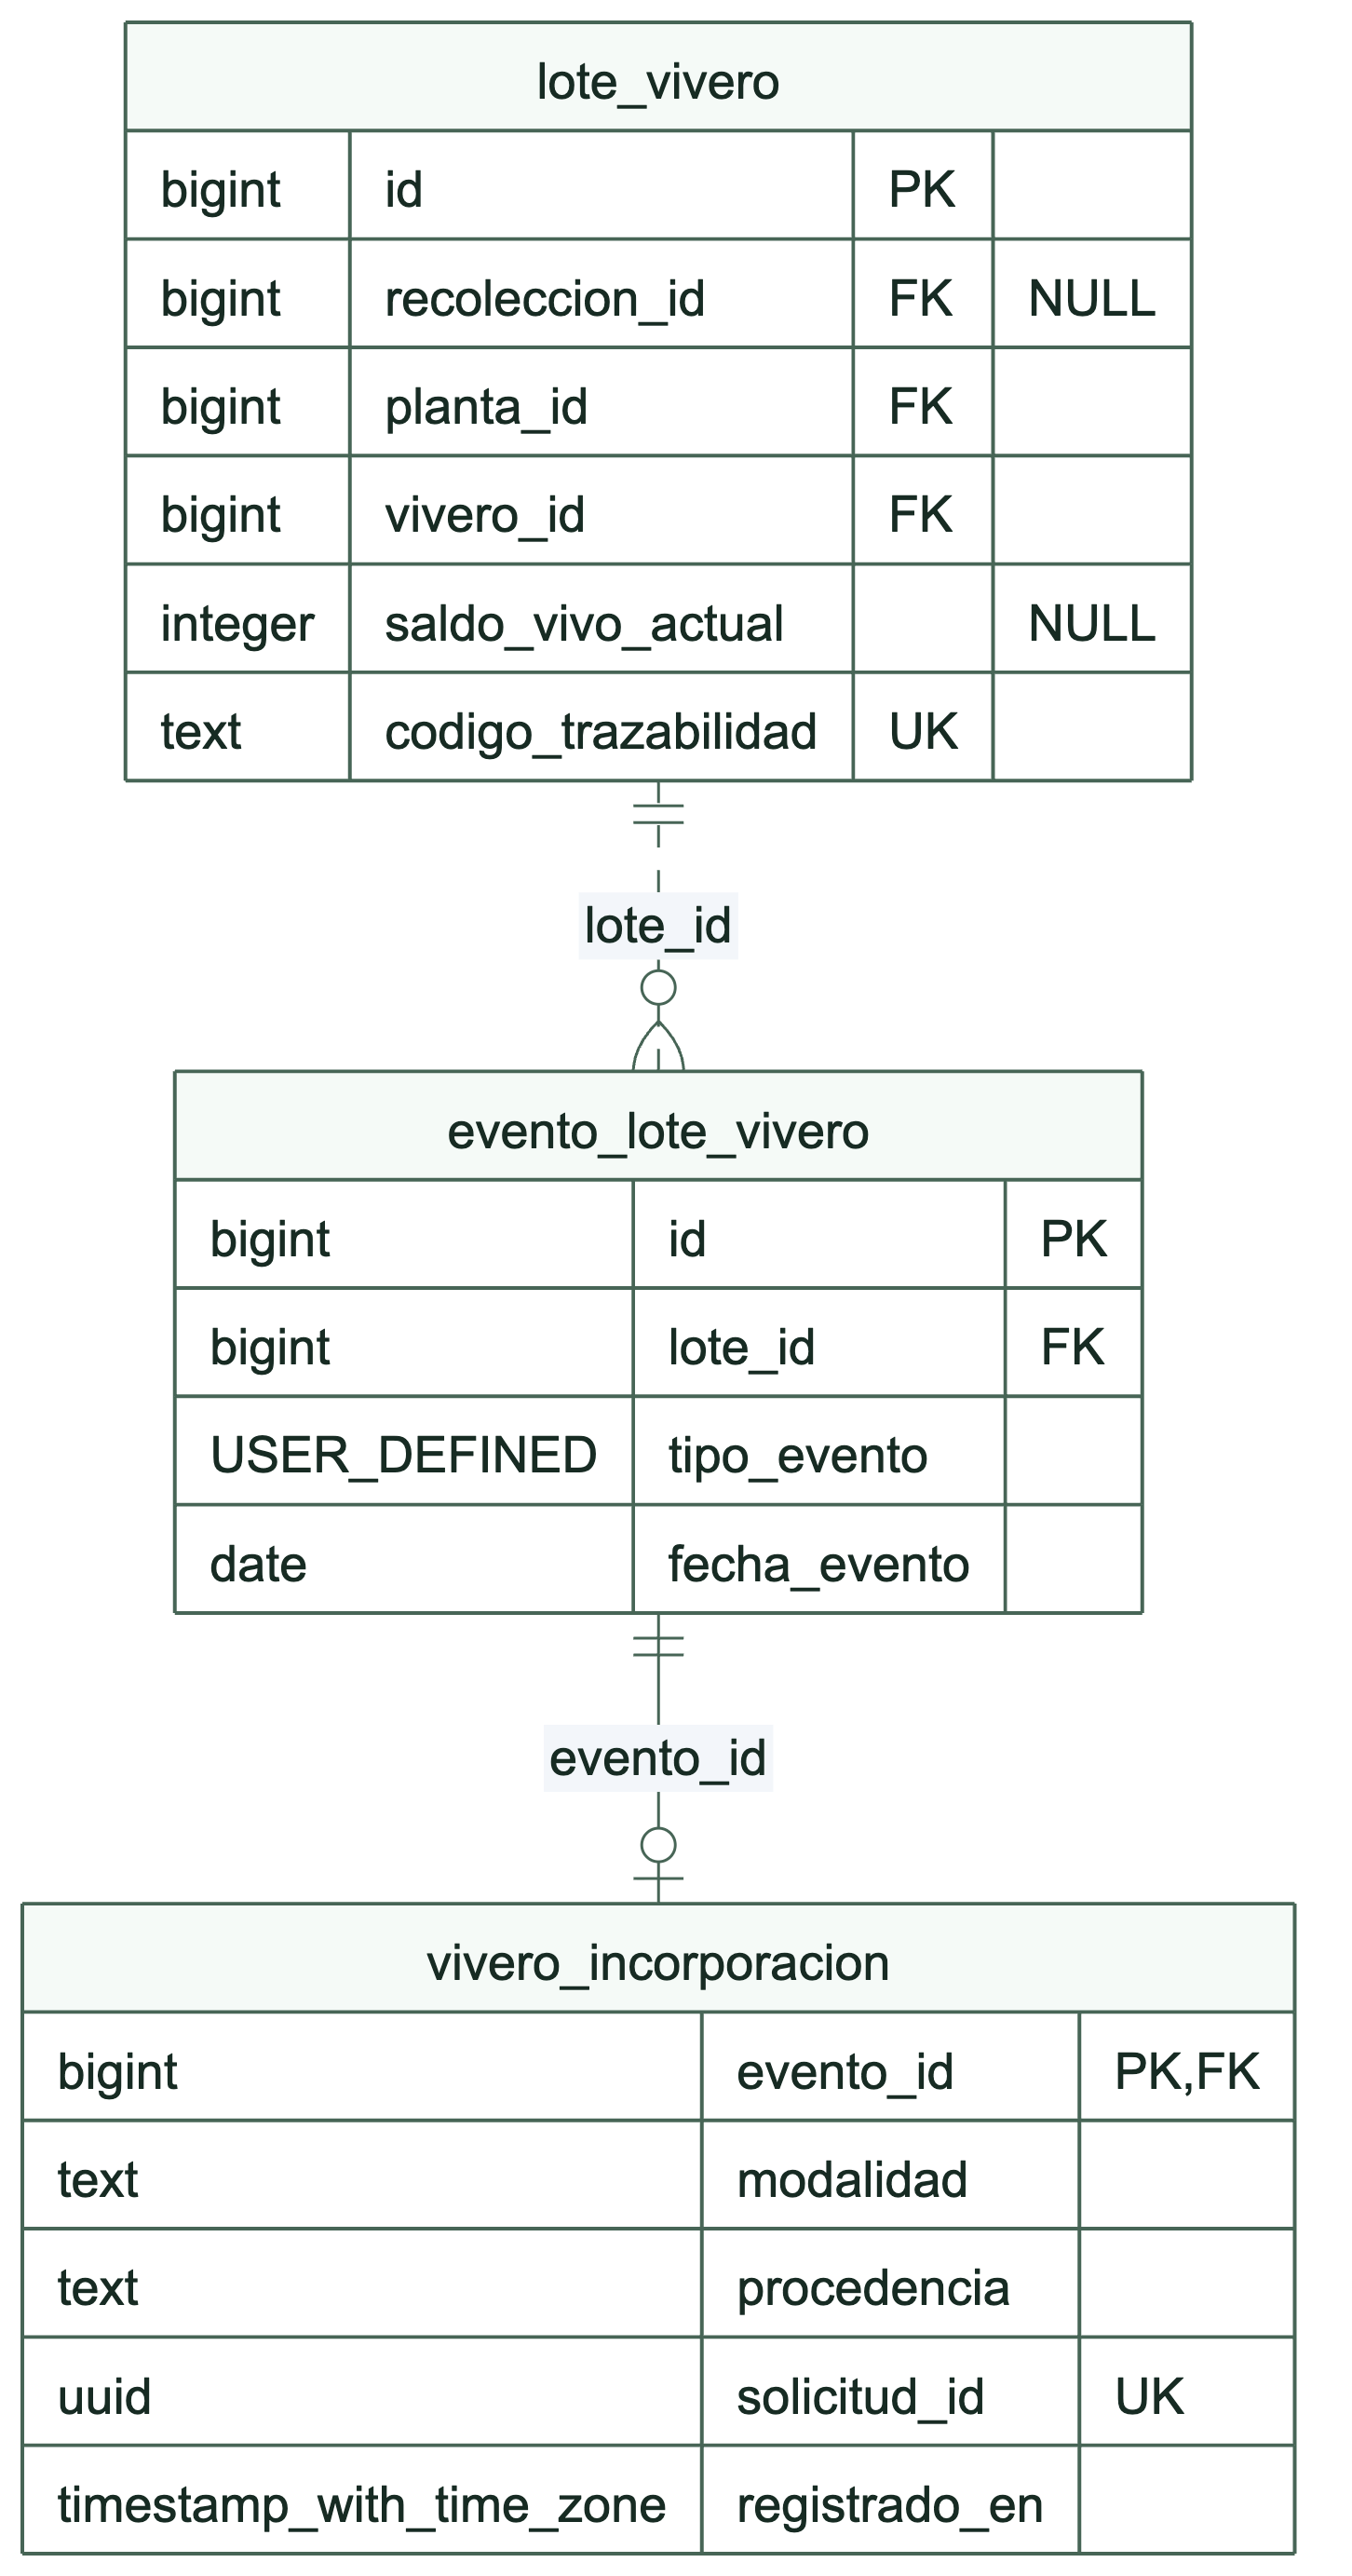 lote_vivero
bigint id PK
bigint recoleccion_id FK NULL
bigint planta_id FK
bigint vivero_id FK
integer saldo_vivo_actual NULL
text codigo_trazabilidad UK
lote_id
evento_lote_vivero
bigint id PK
bigint lote_id FK
USER_DEFINED tipo_evento
date fecha_evento
evento_id
vivero_incorporacion
bigint evento_id PK,FK
text modalidad
text procedencia
uuid solicitud_id UK
timestamp_with_time_zone registrado_en